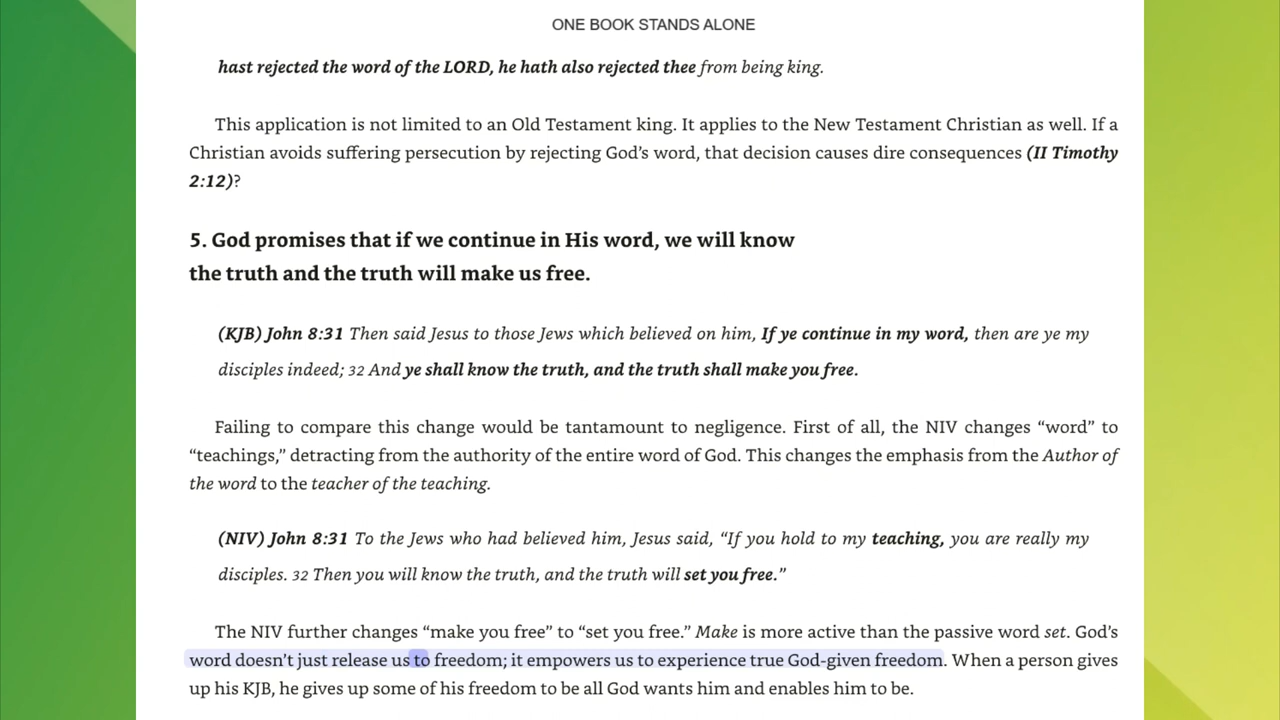 ONE BOOK STANDS ALONE
hast rejected the word of the LORD, he hath also rejected thee from being king.
This application is not limited to an Old Testament king. It applies to the New Testament Christian as well. If a
Christian avoids suffering persecution by rejecting God’s word, that decision causes dire consequences (II Timothy
2:12)?
5. God promises that if we continue in His word, we will know
the truth and the truth will make us free.
(KJB) John 8:31 Then said Jesus to those Jews which believed on him, If ye continue in my word, then are ye my
disciples indeed; 32 And ye shall know the truth, and the truth shall make you free.
Failing to compare this change would be tantamount to negligence. First of all, the NIV changes “word” to
“teachings,” detracting from the authority of the entire word of God. This changes the emphasis from the Author of
the word to the teacher of the teaching.
(NIV) John 8:31 To the Jews who had believed him, Jesus said, “If you hold to my teaching, you are really my
disciples. 32 Then you will know the truth, and the truth will set you free.”
The NIV further changes “make you free” to “set you free.” Make is more active than the passive word set. God’s
word doesn’t just release us to freedom; it empowers us to experience true God-given freedom. When a person gives
up his KJB, he gives up some of his freedom to be all God wants him and enables him to be.